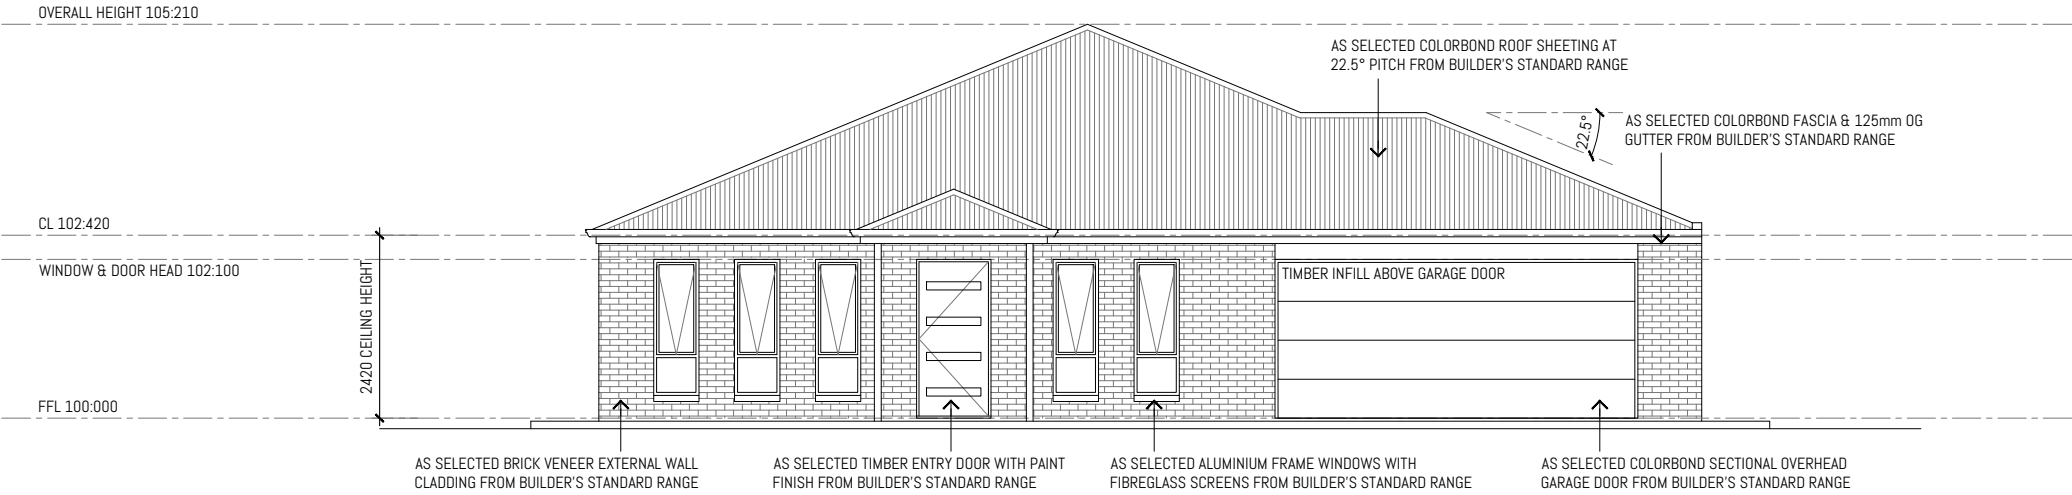 OVERALL HEIGHT 105:210
AS SELECTED COLORBOND ROOF SHEETING AT
22.5° PITCH FROM BUILDER'S STANDARD RANGE
22.5°
AS SELECTED COLORBOND FASCIA & 125mm OG
GUTTER FROM BUILDER'S STANDARD RANGE
CL 102:420
WINDOW & DOOR HEAD 102:100
2420 CEILING HEIGHT
TIMBER INFILL ABOVE GARAGE DOOR
FFL 100:000
AS SELECTED BRICK VENEER EXTERNAL WALL
CLADDING FROM BUILDER'S STANDARD RANGE
AS SELECTED TIMBER ENTRY DOOR WITH PAINT
FINISH FROM BUILDER'S STANDARD RANGE
AS SELECTED ALUMINIUM FRAME WINDOWS WITH
FIBREGLASS SCREENS FROM BUILDER'S STANDARD RANGE
AS SELECTED COLORBOND SECTIONAL OVERHEAD
GARAGE DOOR FROM BUILDER'S STANDARD RANGE